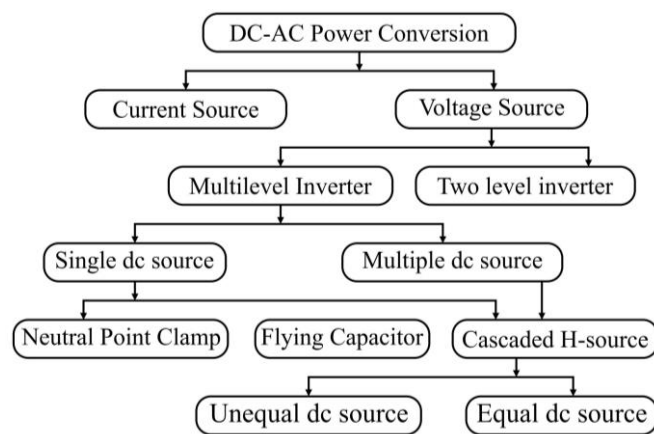 DC-AC Power Conversion
Current Source
Voltage Source
Multilevel Inverter
Two level inverter
Single dc source
Multiple dc source
Neutral Point Clamp
Flying Capacitor
Cascaded H-source
Unequal dc source
Equal dc source